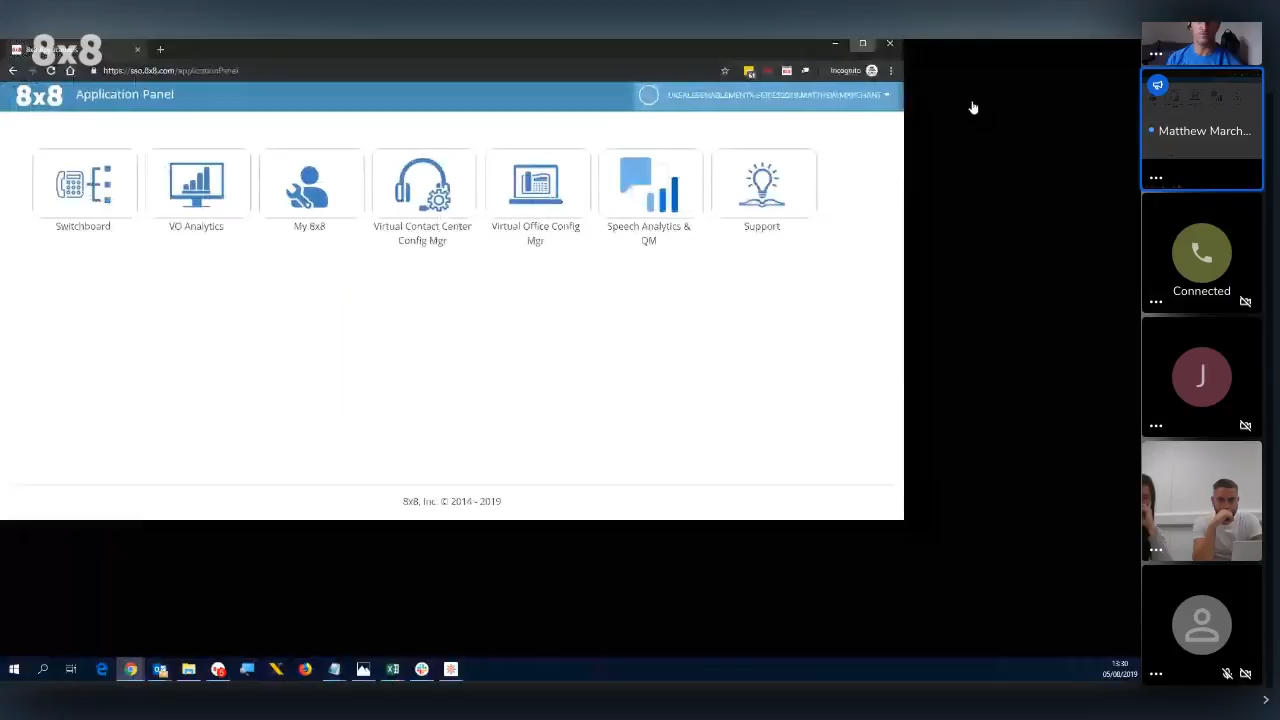 8x8
https://sso.8x8.com/applicationPanel
Incognito
8x8 Application Panel
Switchboard
VO Analytics
My 8x8
Virtual Contact Center
Config Mgr
Virtual Office Config
Mgr
Speech Analytics &
QM
Support
8x8, Inc. © 2014 - 2019
Matthew March...
Connected
J
13:30
05/08/2019